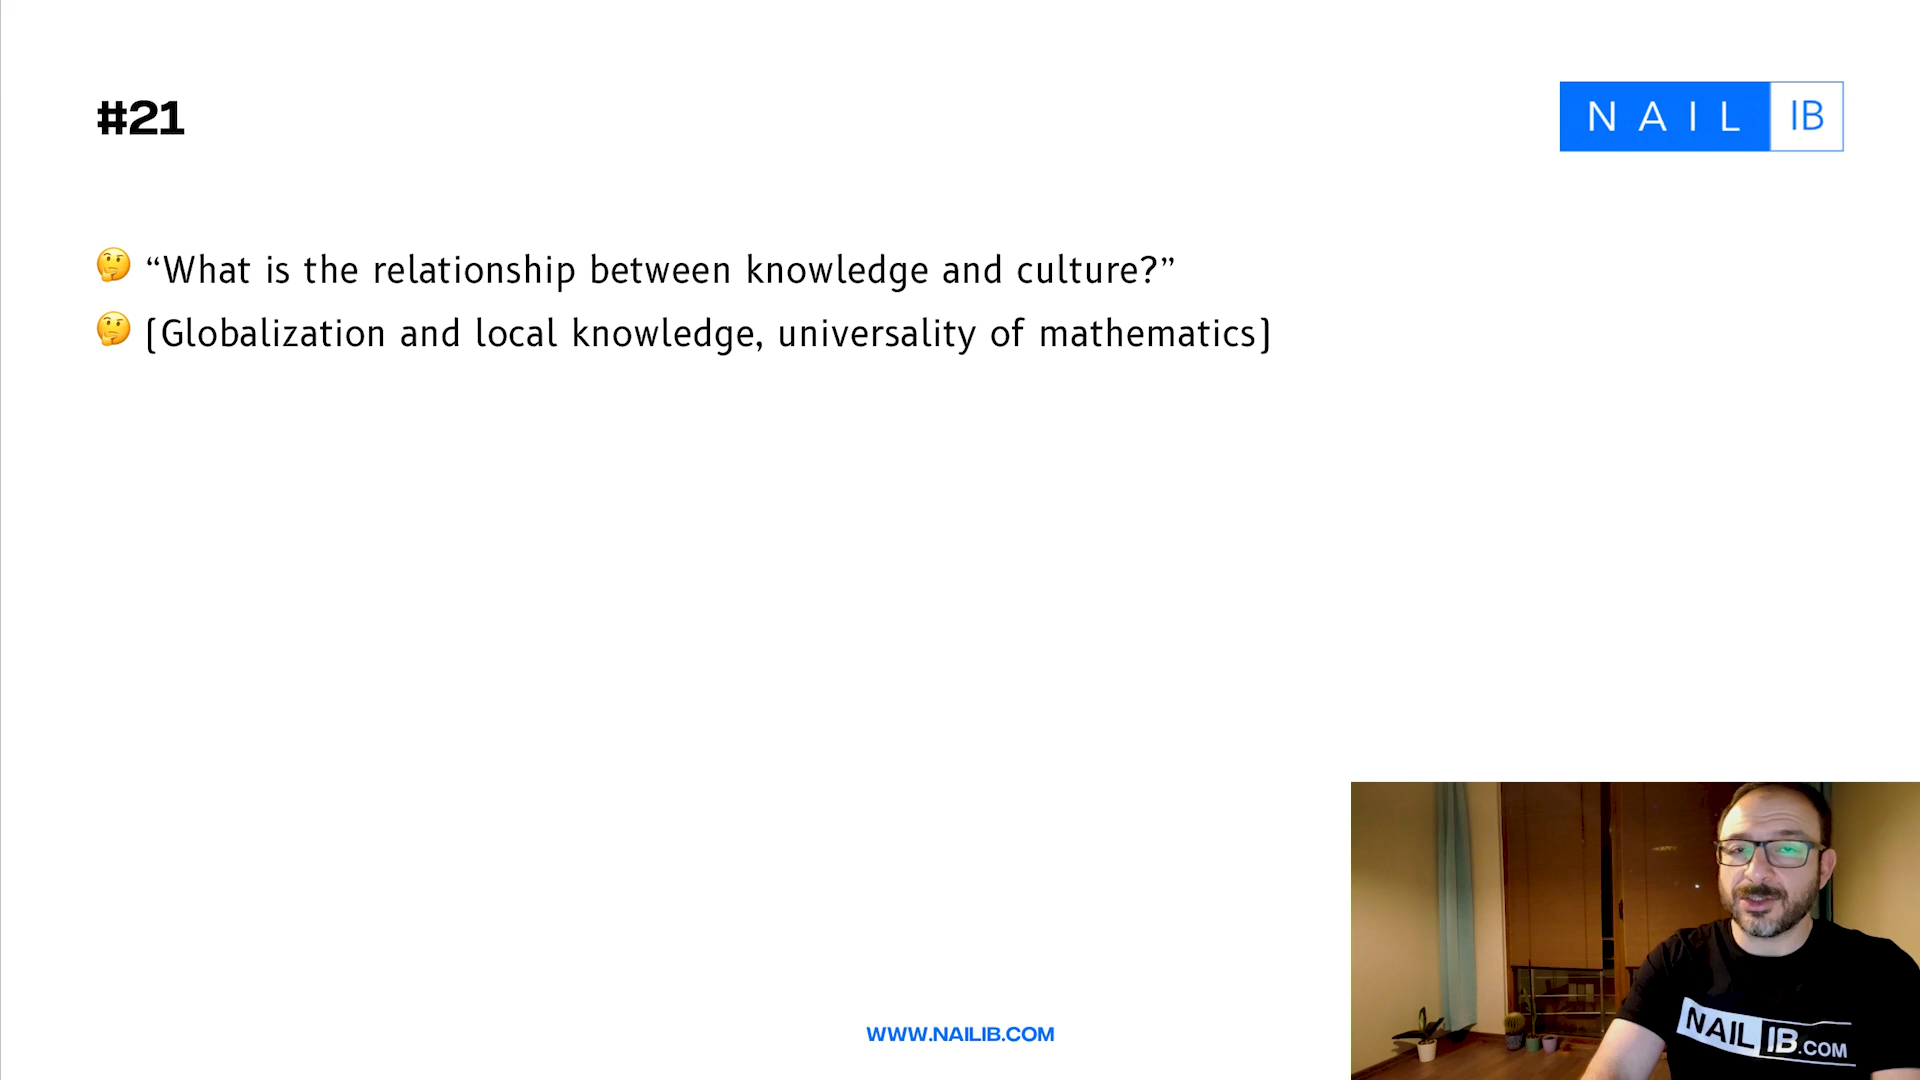 #21
NAIL IB
🤔 “What is the relationship between knowledge and culture?”
🤔 (Globalization and local knowledge, universality of mathematics)
WWW.NAILIB.COM
NAIL IB.COM